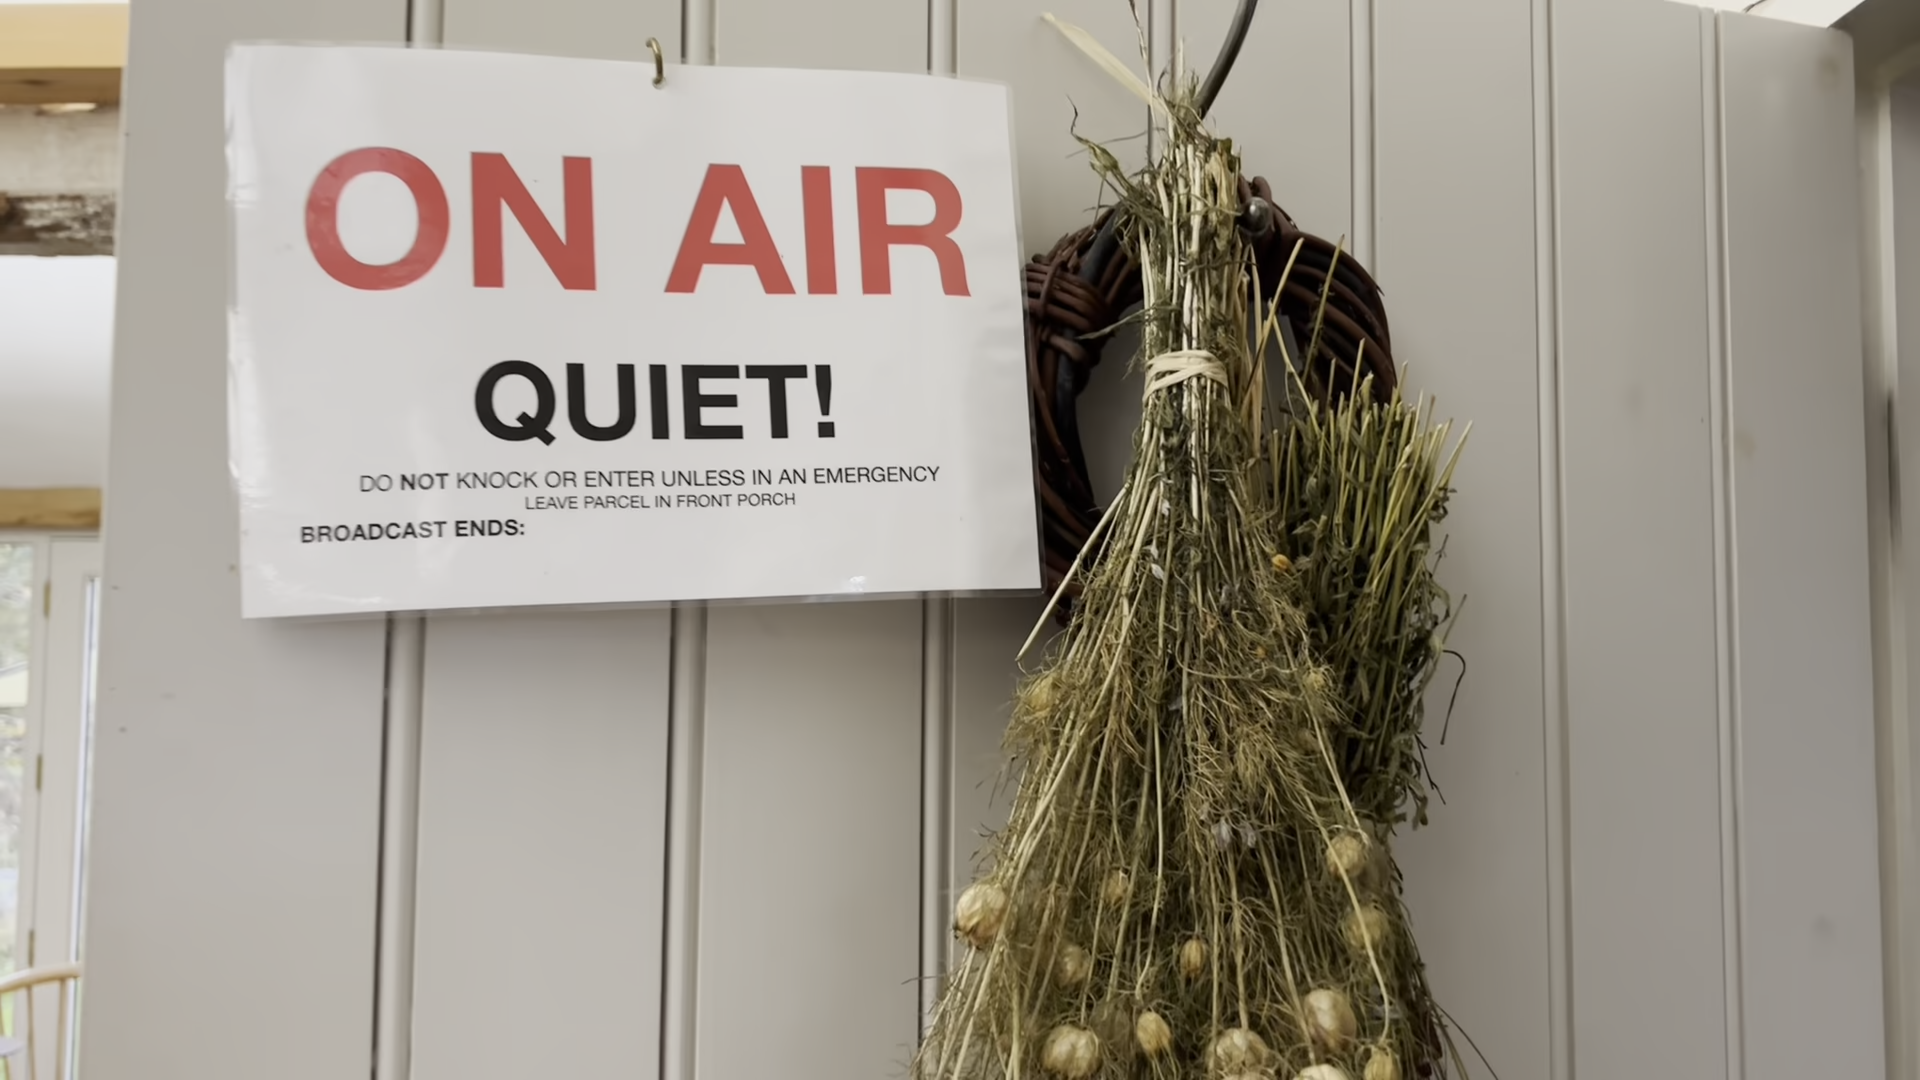 ON AIR
QUIET!
DO NOT KNOCK OR ENTER UNLESS IN AN EMERGENCY
LEAVE PARCEL IN FRONT PORCH
BROADCAST ENDS: